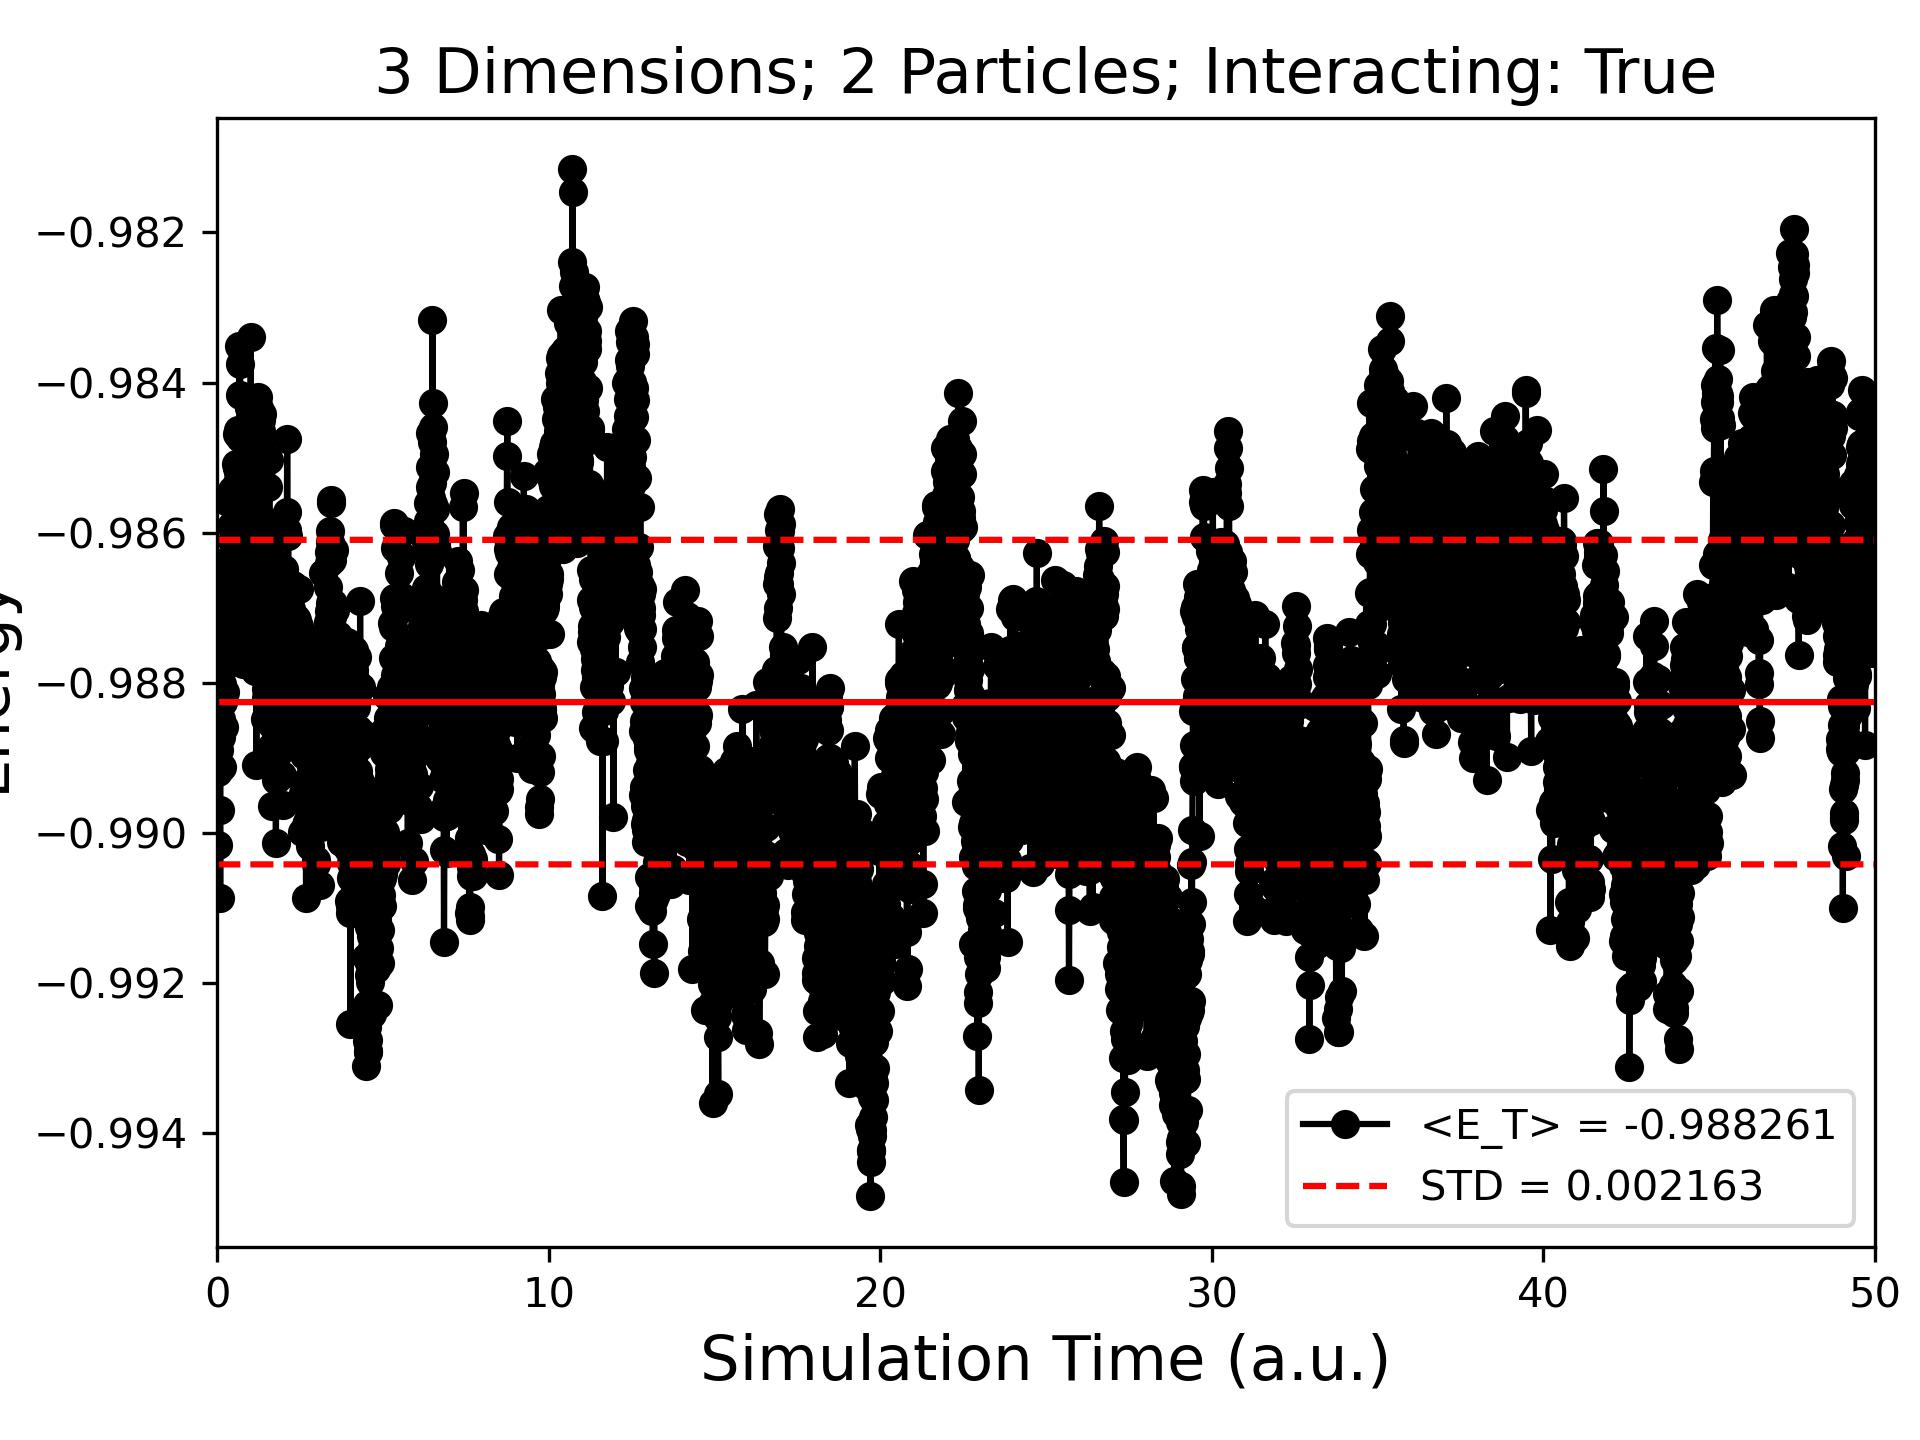 3 Dimensions; 2 Particles; Interacting: True
Energy
−0.982
−0.984
−0.986
−0.988
−0.990
−0.992
−0.994
<E_T> = -0.988261
STD = 0.002163
0 10 20 30 40 50
Simulation Time (a.u.)